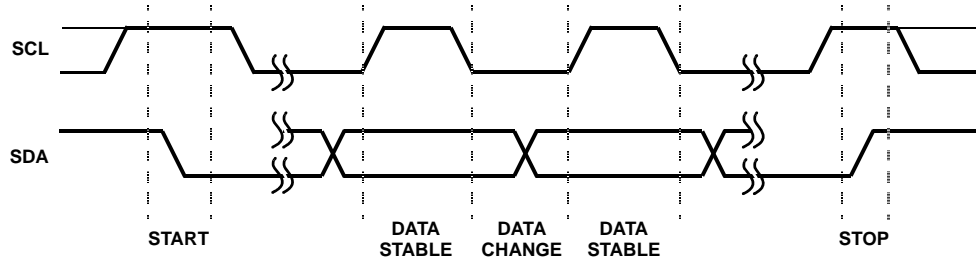 SCL
SDA
START
DATA
STABLE
DATA
CHANGE
DATA
STABLE
STOP